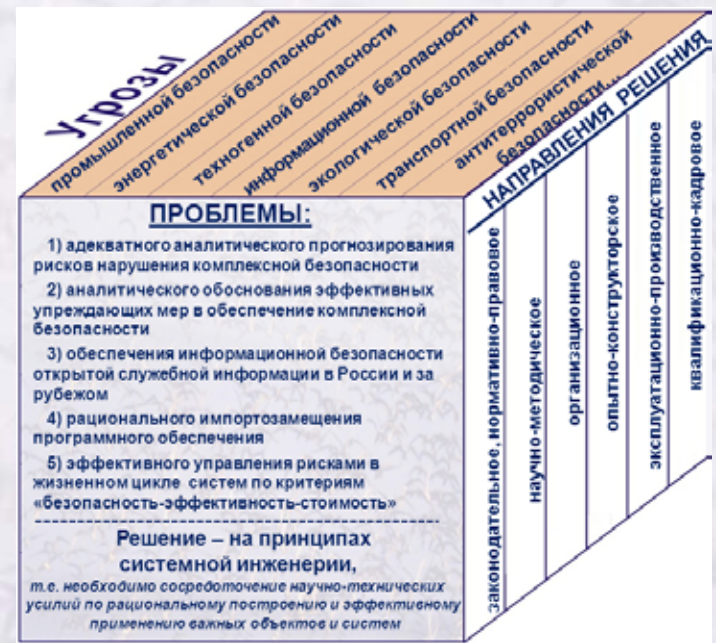 Угрозы
промышленной безопасности
энергетической безопасности
техногенной безопасности
информационной безопасности
экологической безопасности
транспортной безопасности
антитеррористической
безопасности...
НАПРАВЛЕНИЯ РЕШЕНИЯ
законодательное, нормативно-правовое
научно-методическое
организационное
опытно-конструкторское
эксплуатационно-производственное
квалификационно-кадровое
ПРОБЛЕМЫ:
1) адекватного аналитического прогнозирования
рисков нарушения комплексной безопасности
2) аналитического обоснования эффективных
упреждающих мер в обеспечение комплексной
безопасности
3) обеспечения информационной безопасности
открытой служебной информации в России и за
рубежом
4) рационального импортозамещения
программного обеспечения
5) эффективного управления рисками в
жизненном цикле систем по критериям
«безопасность-эффективность-стоимость»
Решение – на принципах
системной инженерии,
т.е. необходимо сосредоточение научно-технических
усилий по рациональному построению и эффективному
применению важных объектов и систем